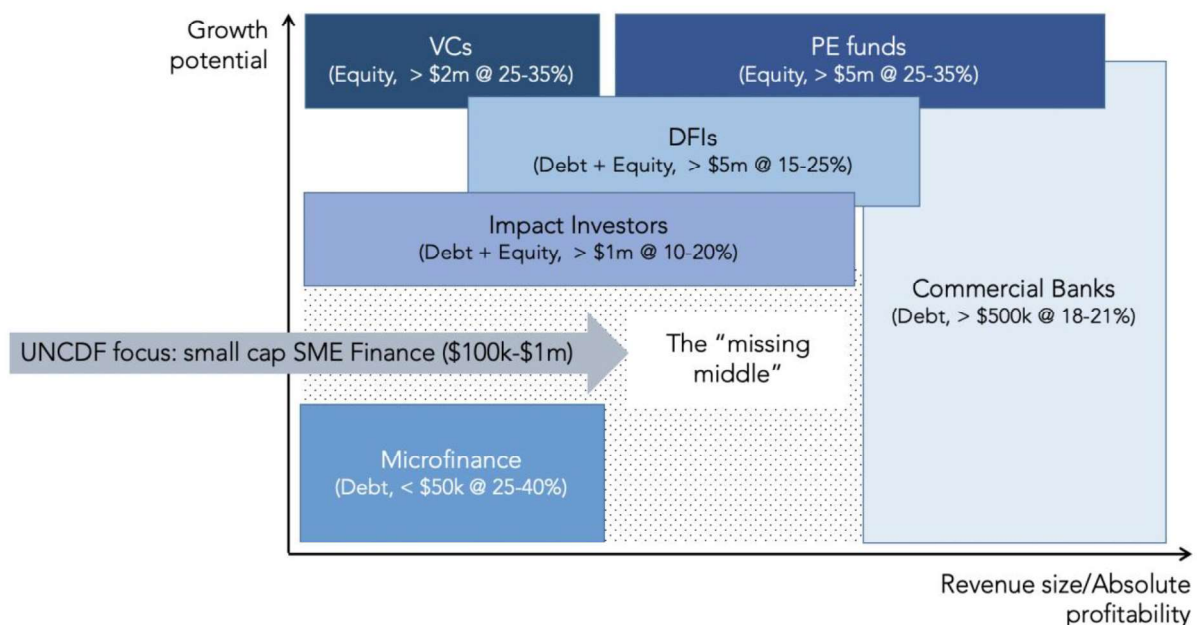 Growth
potential
VCs
(Equity, > $2m @ 25-35%)
PE funds
(Equity, > $5m @ 25-35%)
DFIs
(Debt + Equity, > $5m @ 15-25%)
Impact Investors
(Debt + Equity, > $1m @ 10-20%)
Commercial Banks
(Debt, > $500k @ 18-21%)
UNCDF focus: small cap SME Finance ($100k-$1m)
The “missing
middle”
Microfinance
(Debt, < $50k @ 25-40%)
Revenue size/Absolute
profitability